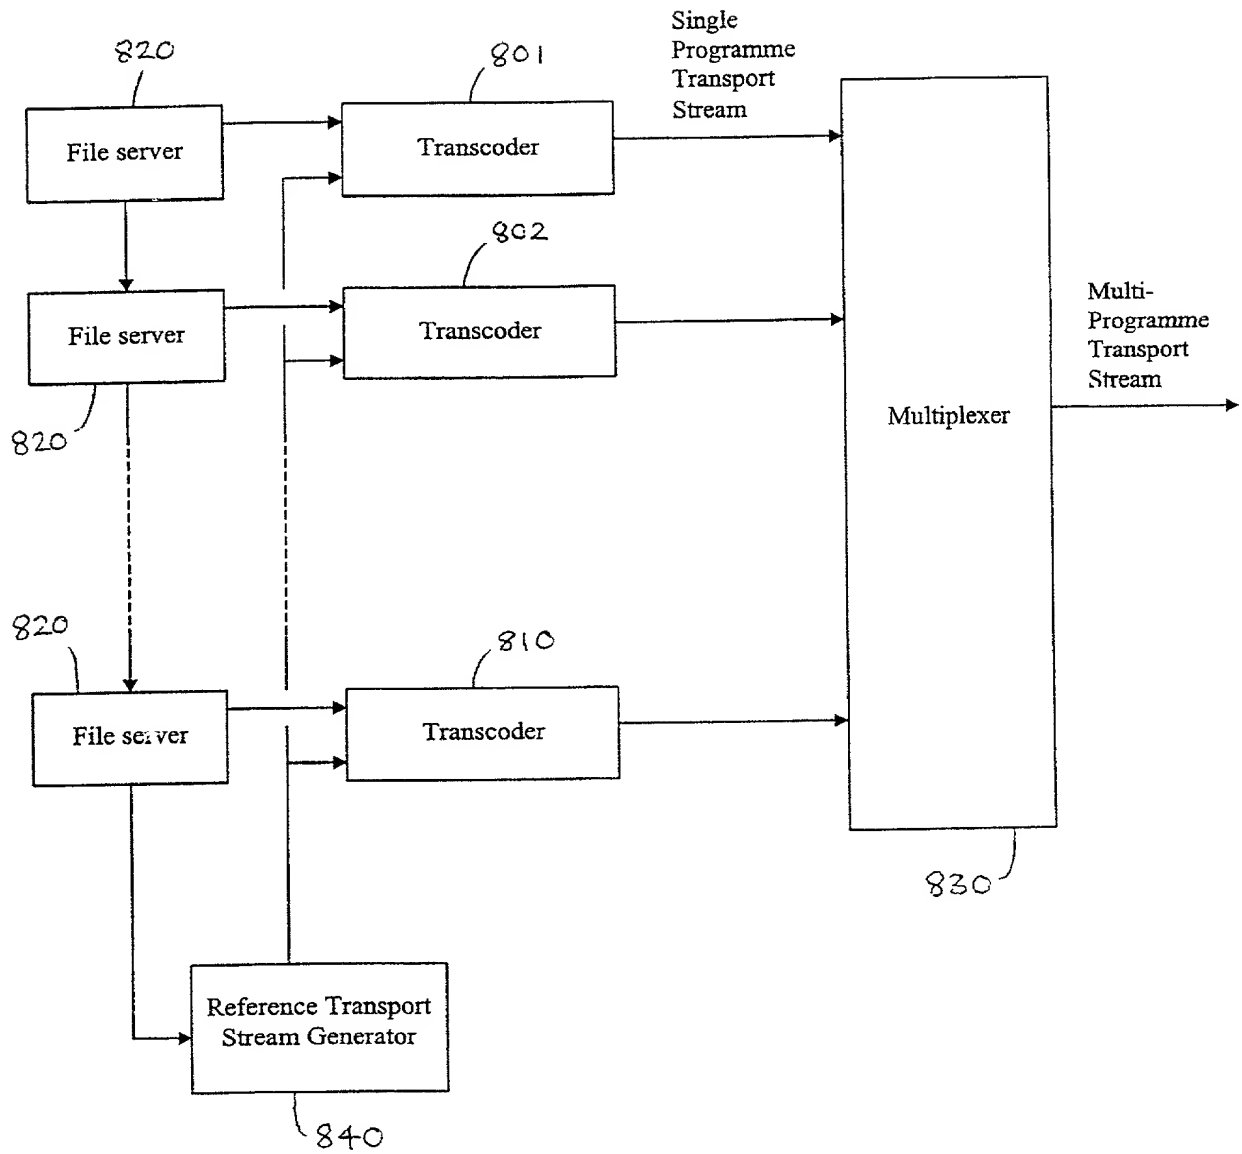 820
801
Single
Programme
Transport
Stream
File server
Transcoder
802
File server
Transcoder
Multi-
Programme
Transport
Stream
Multiplexer
820
820
810
File server
Transcoder
830
Reference Transport
Stream Generator
840